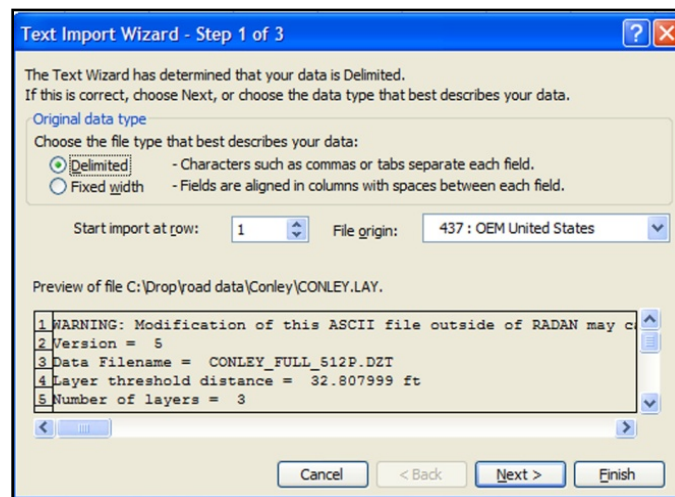 Text Import Wizard - Step 1 of 3
The Text Wizard has determined that your data is Delimited.
If this is correct, choose Next, or choose the data type that best describes your data.
Original data type
Choose the file type that best describes your data:
Delimited - Characters such as commas or tabs separate each field.
Fixed width - Fields are aligned in columns with spaces between each field.
Start import at row: 1 File origin: 437 : OEM United States
Preview of file C:\Drop\road data\Conley\CONLEY.LAY.
1 WARNING: Modification of this ASCII file outside of RADAN may
2 Version = 5
3 Data Filename = CONLEY_FULL_512P.DZT
4 Layer threshold distance = 32.807999 ft
5 Number of layers = 3
Cancel < Back Next > Finish